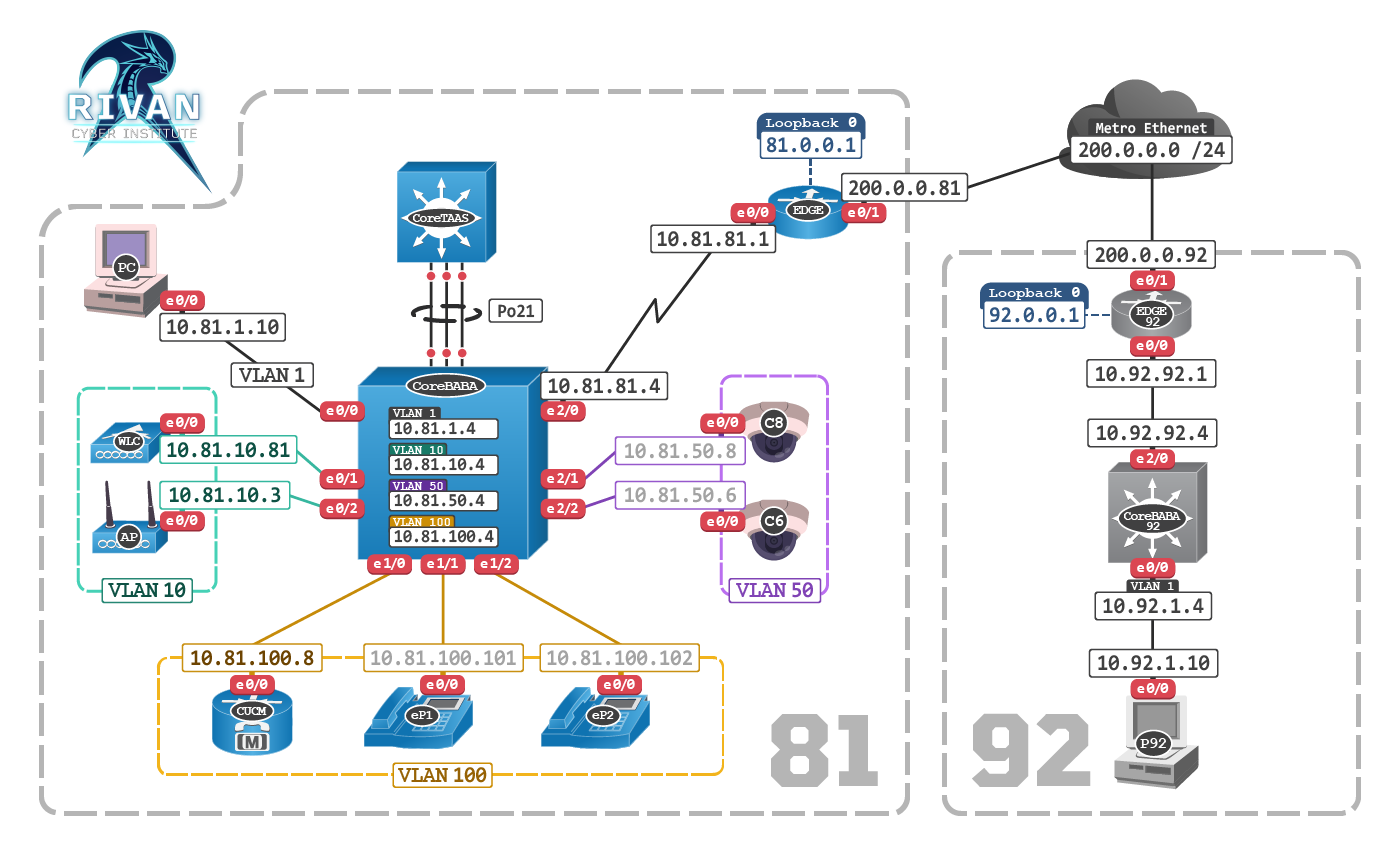 RIVAN
CYBER INSTITUTE
Loopback 0
81.0.0.1
EDGE
e0/0
e0/1
200.0.0.81
10.81.81.1
Metro Ethernet
200.0.0.0 /24
CoreTAAS
Po21
PC
e0/0
10.81.1.10
VLAN 1
CoreBABA
e0/0
e0/1
e0/2
VLAN 1
10.81.1.4
VLAN 10
10.81.10.4
VLAN 50
10.81.50.4
VLAN 100
10.81.100.4
10.81.81.4
e2/0
e2/1
e2/2
e1/0
e1/1
e1/2
WLC
e0/0
10.81.10.81
10.81.10.3
AP
e0/0
VLAN 10
C8
e0/0
10.81.50.8
10.81.50.6
C6
e0/0
VLAN 50
10.81.100.8
10.81.100.101
10.81.100.102
e0/0
e0/0
e0/0
CUCM
M
eP1
eP2
VLAN 100
81
200.0.0.92
e0/1
Loopback 0
92.0.0.1
EDGE
92
e0/0
10.92.92.1
10.92.92.4
e2/0
CoreBABA
92
e0/0
VLAN 1
10.92.1.4
10.92.1.10
e0/0
P92
92